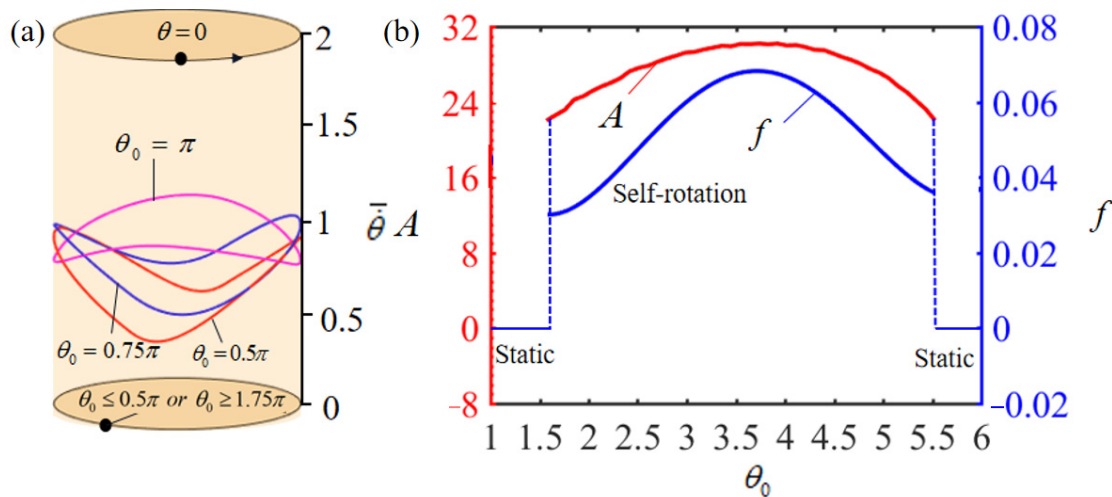 (a)
θ = 0
2
1.5
θ₀ = π
1
θ̇̄
0.5
θ₀ = 0.75π
θ₀ = 0.5π
θ₀ ≤ 0.5π or θ₀ ≥ 1.75π
0
(b)
32
24
16
8
0
−8
A
A
f
Self-rotation
Static
Static
0.08
0.06
0.04
0.02
0
−0.02
f
1 1.5 2 2.5 3 3.5 4 4.5 5 5.5 6
θ₀